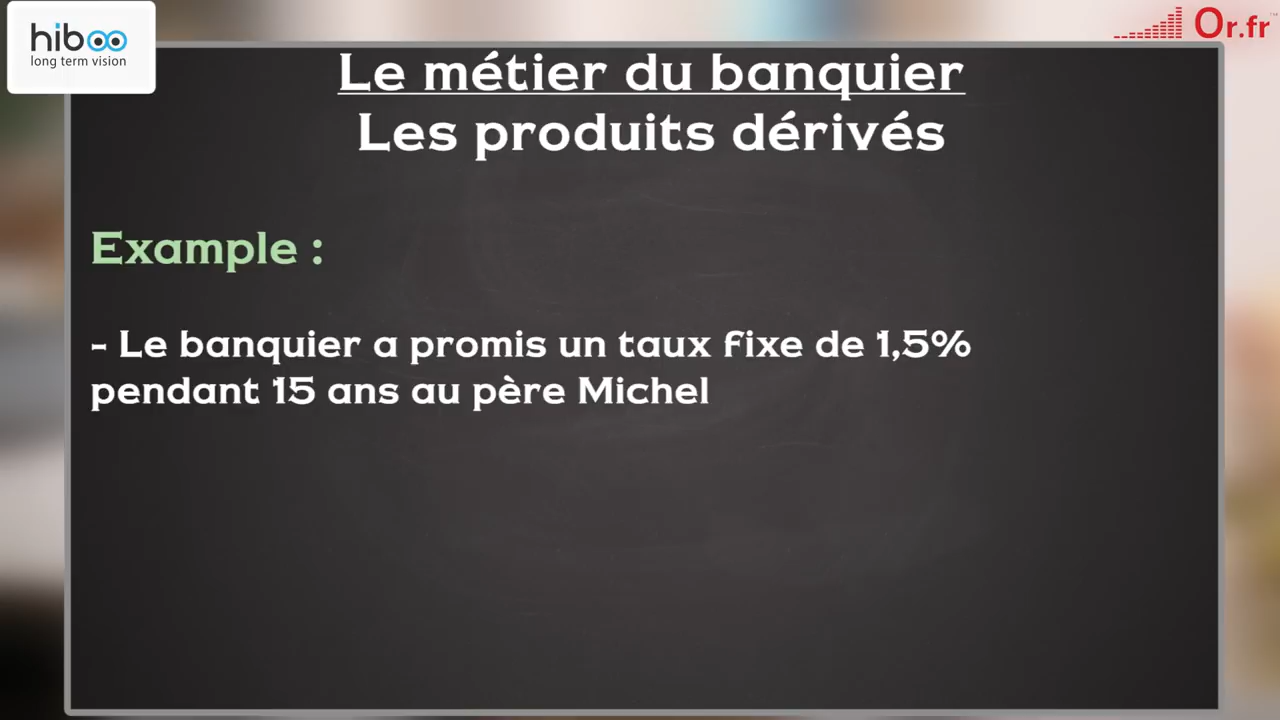 hiboo
long term vision
Or.fr
Le métier du banquier
Les produits dérivés
Example :
- Le banquier a promis un taux fixe de 1,5%
pendant 15 ans au père Michel